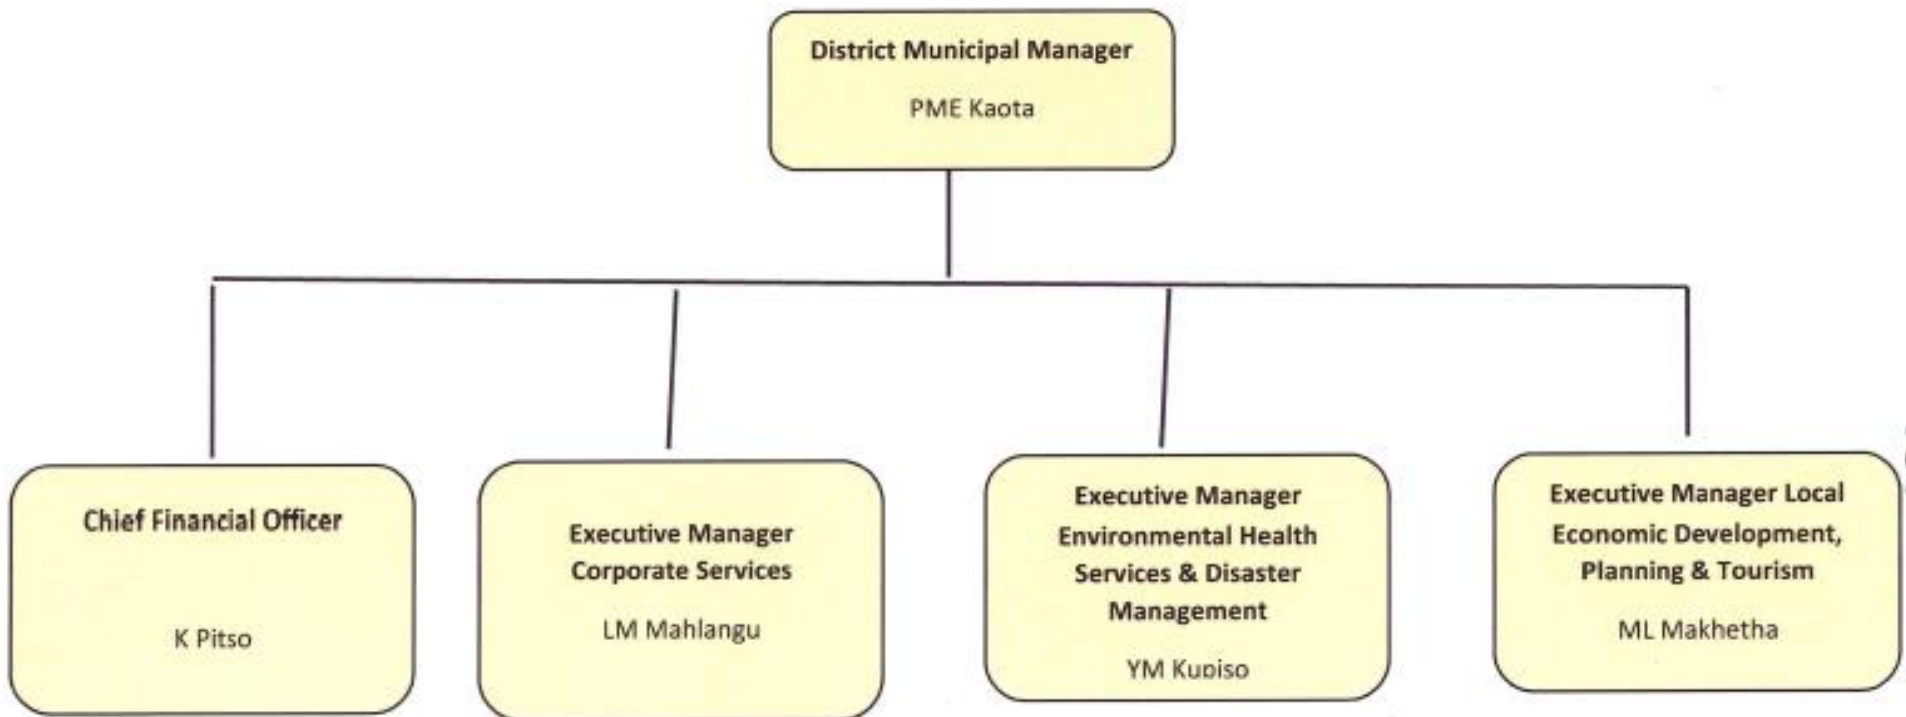 District Municipal Manager
PME Kaota
Chief Financial Officer
K Pitso
Executive Manager
Corporate Services
LM Mahlangu
Executive Manager
Environmental Health
Services & Disaster
Management
YM Kupiso
Executive Manager Local
Economic Development,
Planning & Tourism
ML Makhetha